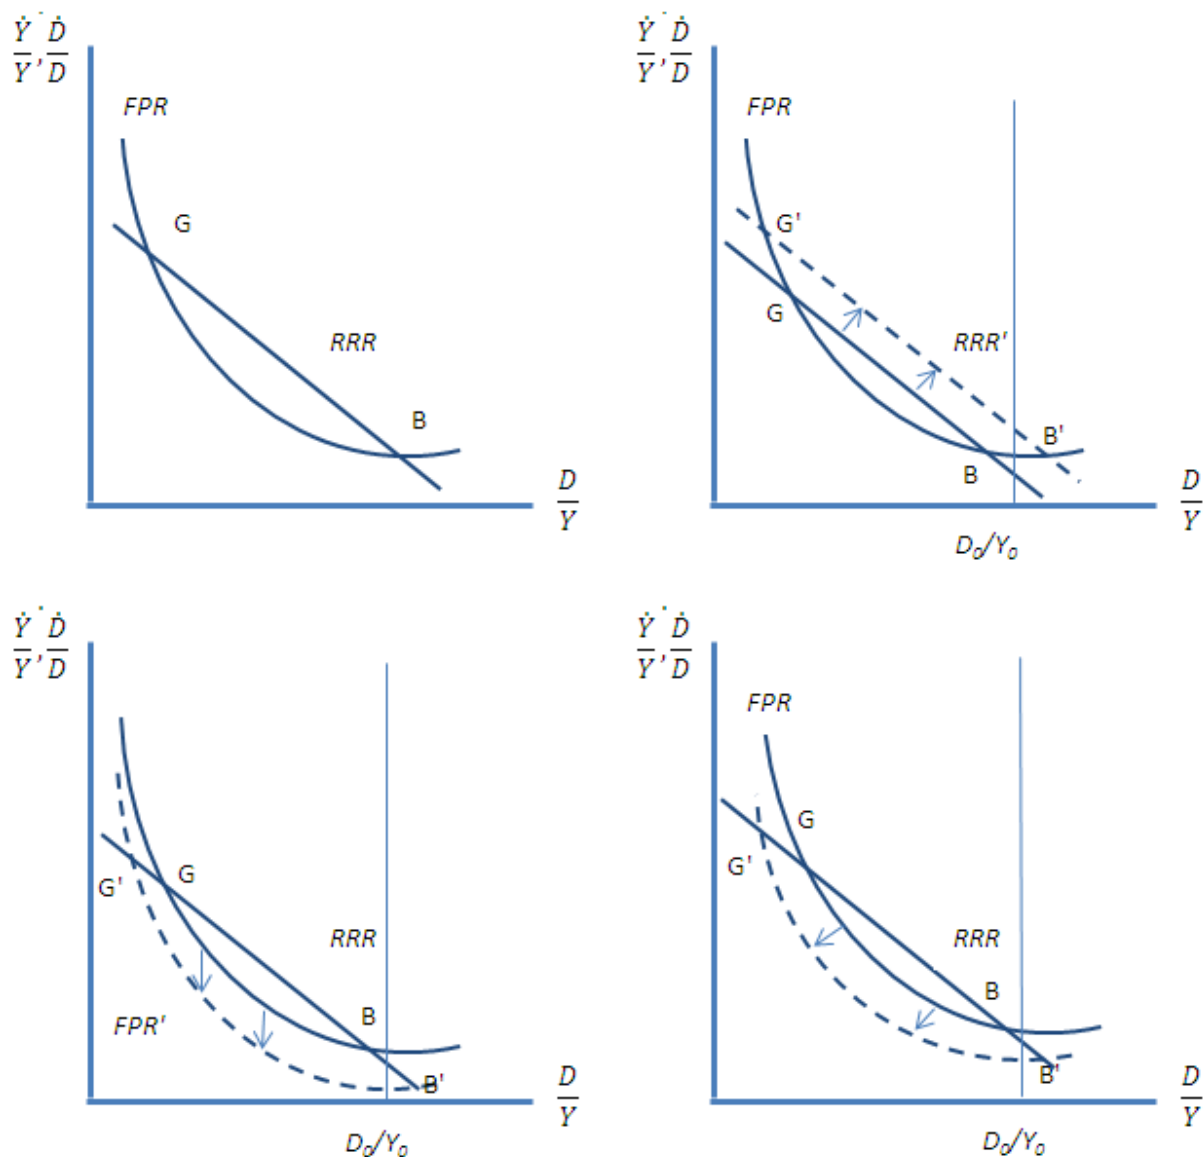 Ẏ/Y, Ḋ/D
FPR
G
RRR
B
D/Y
Ẏ/Y, Ḋ/D
FPR
G'
G
RRR'
B'
B
D/Y
D₀/Y₀
Ẏ/Y, Ḋ/D
G'
G
RRR
FPR'
B
B'
D/Y
D₀/Y₀
Ẏ/Y, Ḋ/D
FPR
G
G'
RRR
B
B'
D/Y
D₀/Y₀